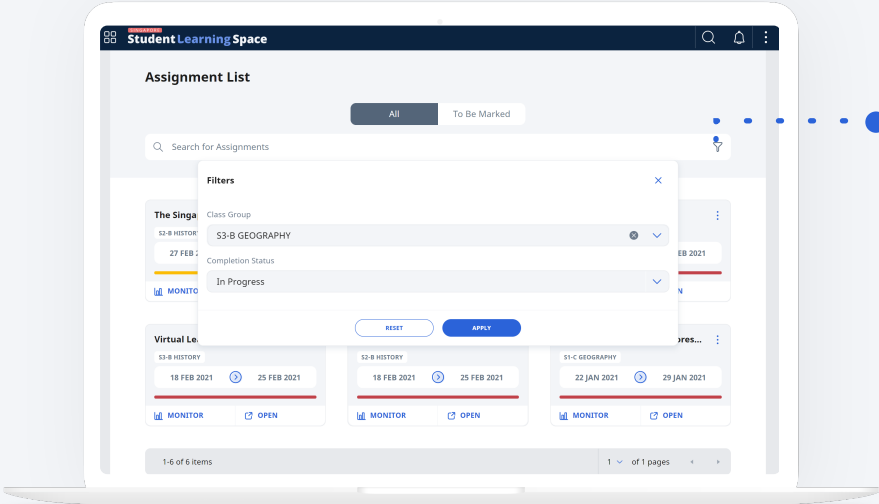 SINGAPORE
Student Learning Space
Assignment List
All
To Be Marked
Search for Assignments
Filters
Class Group
S3-B GEOGRAPHY
Completion Status
In Progress
RESET
APPLY
The Singa
S2-B HISTOR
27 FEB 2
EB 2021
MONITO
N
Virtual Le
ores...
S3-B HISTORY
S2-B HISTORY
S1-C GEOGRAPHY
18 FEB 2021
25 FEB 2021
18 FEB 2021
25 FEB 2021
22 JAN 2021
29 JAN 2021
MONITOR
OPEN
MONITOR
OPEN
MONITOR
OPEN
1-6 of 6 items
1
of 1 pages